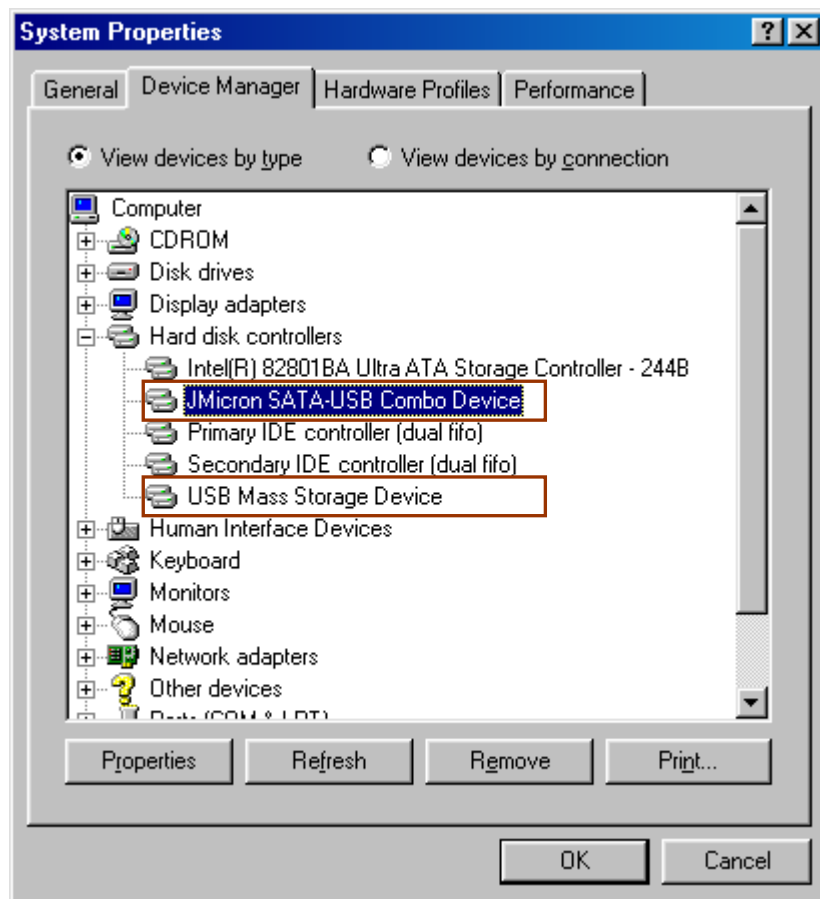 System Properties
General Device Manager Hardware Profiles Performance
View devices by type View devices by connection
Computer
CDROM
Disk drives
Display adapters
Hard disk controllers
Intel(R) 82801BA Ultra ATA Storage Controller - 244B
JMicron SATA-USB Combo Device
Primary IDE controller (dual fifo)
Secondary IDE controller (dual fifo)
USB Mass Storage Device
Human Interface Devices
Keyboard
Monitors
Mouse
Network adapters
Other devices
Ports (COM & LPT)
Properties Refresh Remove Print...
OK Cancel